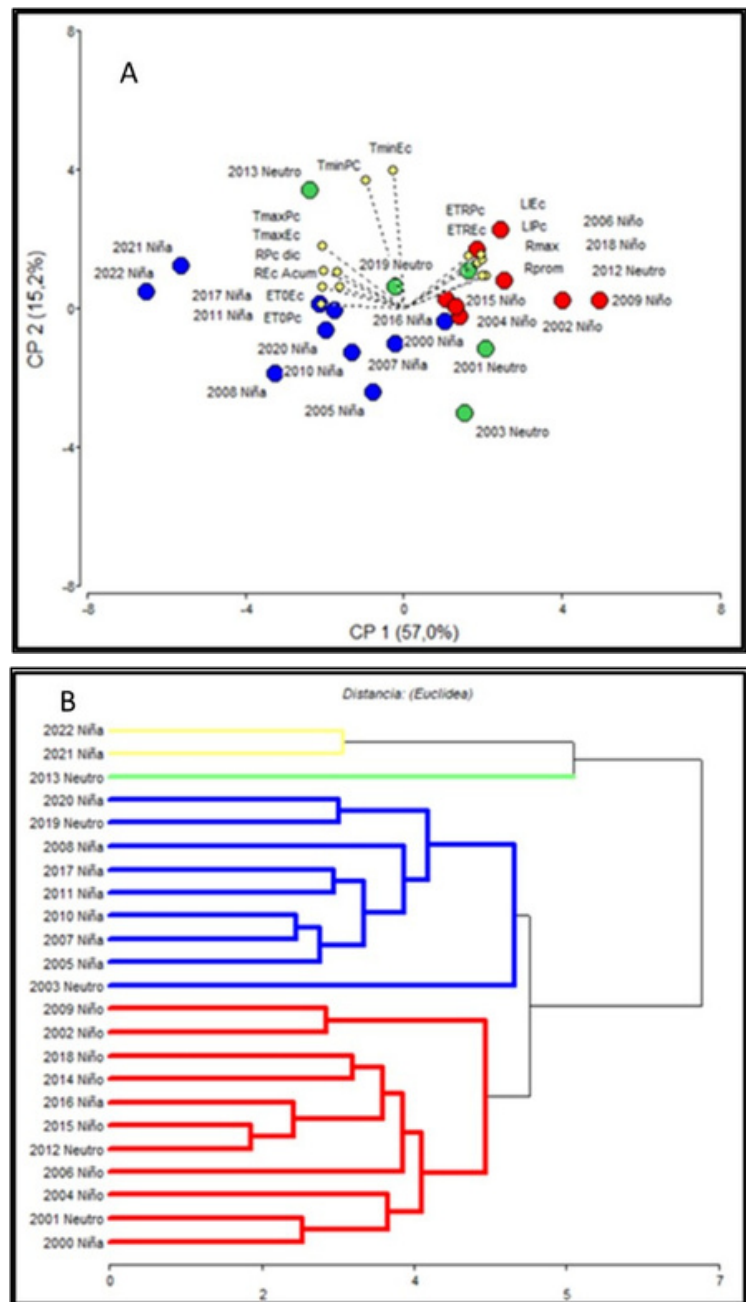 A
8
4
0
-4
-8
-8
-4
0
4
8
CP 2 (15,2%)
CP 1 (57,0%)
TminEc
TminPC
2013 Neutro
TmaxPc
TmaxEc
RPc dic
REc Acum
2021 Niña
2022 Niña
2017 Niña
2011 Niña
ET0Ec
ET0Pc
2020 Niña
2010 Niña
2008 Niña
2005 Niña
2007 Niña
2000 Niña
2016 Niña
2019 Neutro
ETRPc
ETREc
LIEc
LIPc
Rmax
Rprom
2006 Niño
2018 Niño
2012 Neutro
2009 Niño
2015 Niño
2004 Niño
2002 Niño
2001 Neutro
2003 Neutro
B
Distancia: (Euclidea)
2022 Niña
2021 Niña
2013 Neutro
2020 Niña
2019 Neutro
2008 Niña
2017 Niña
2011 Niña
2010 Niña
2007 Niña
2005 Niña
2003 Neutro
2009 Niño
2002 Niño
2018 Niño
2014 Niño
2016 Niña
2015 Niño
2012 Neutro
2006 Niño
2004 Niño
2001 Neutro
2000 Niña
0
2
4
5
7